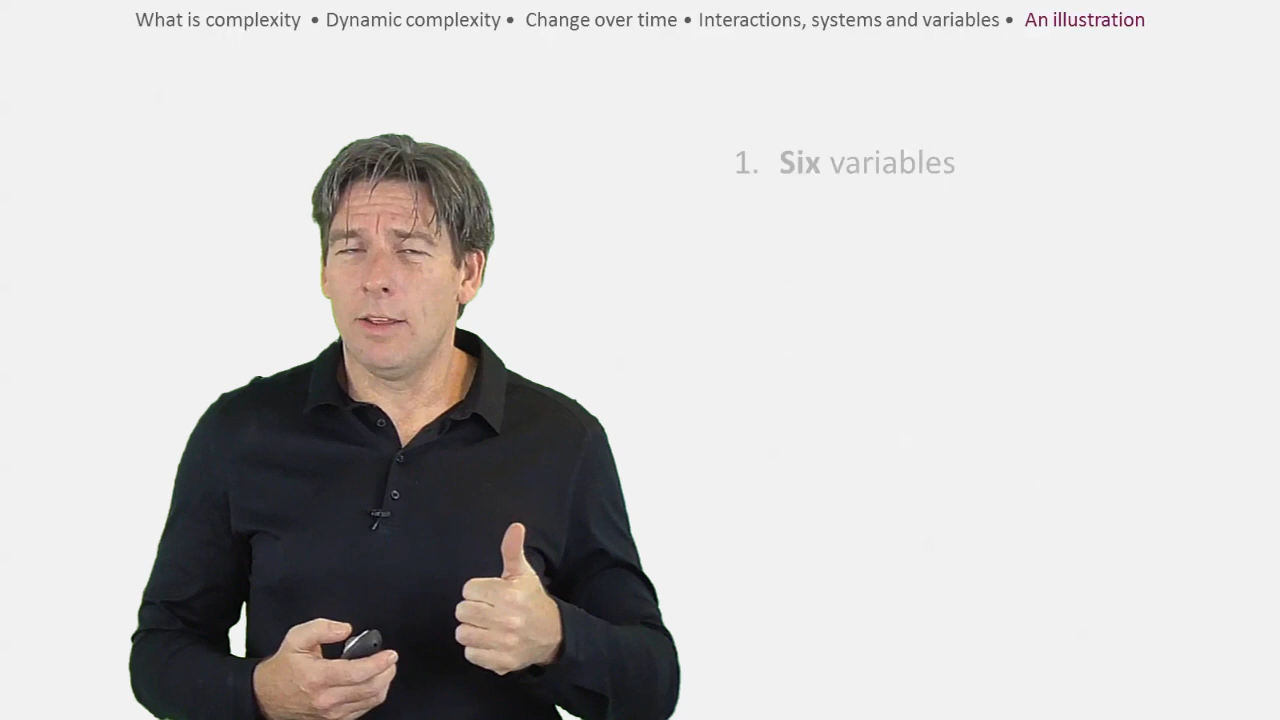 What is complexity • Dynamic complexity • Change over time • Interactions, systems and variables • An illustration
1. Six variables